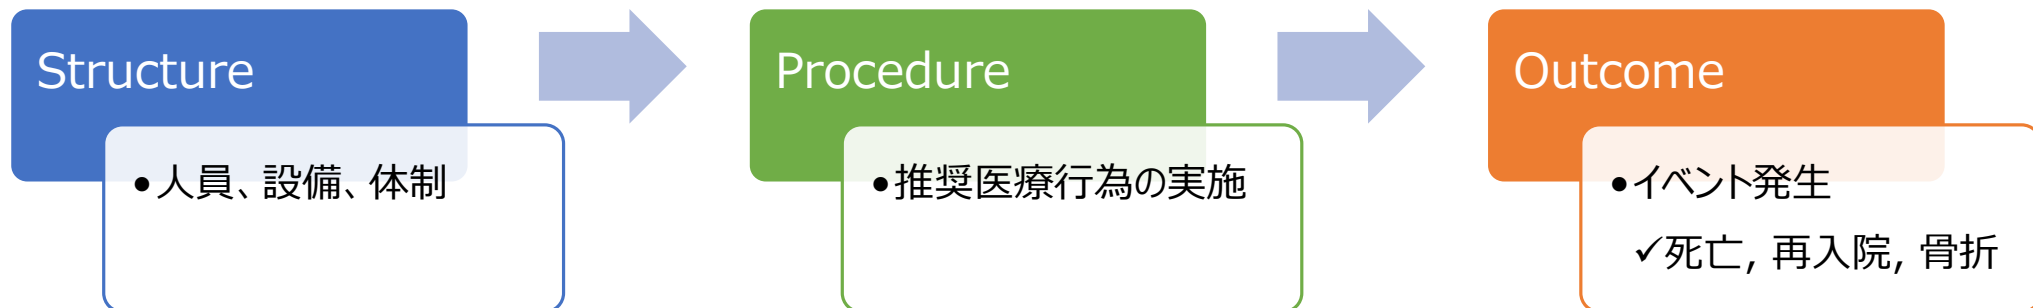 Structure
•人員、設備、体制
Procedure
•推奨医療行為の実施
Outcome
•イベント発生
✓死亡, 再入院, 骨折